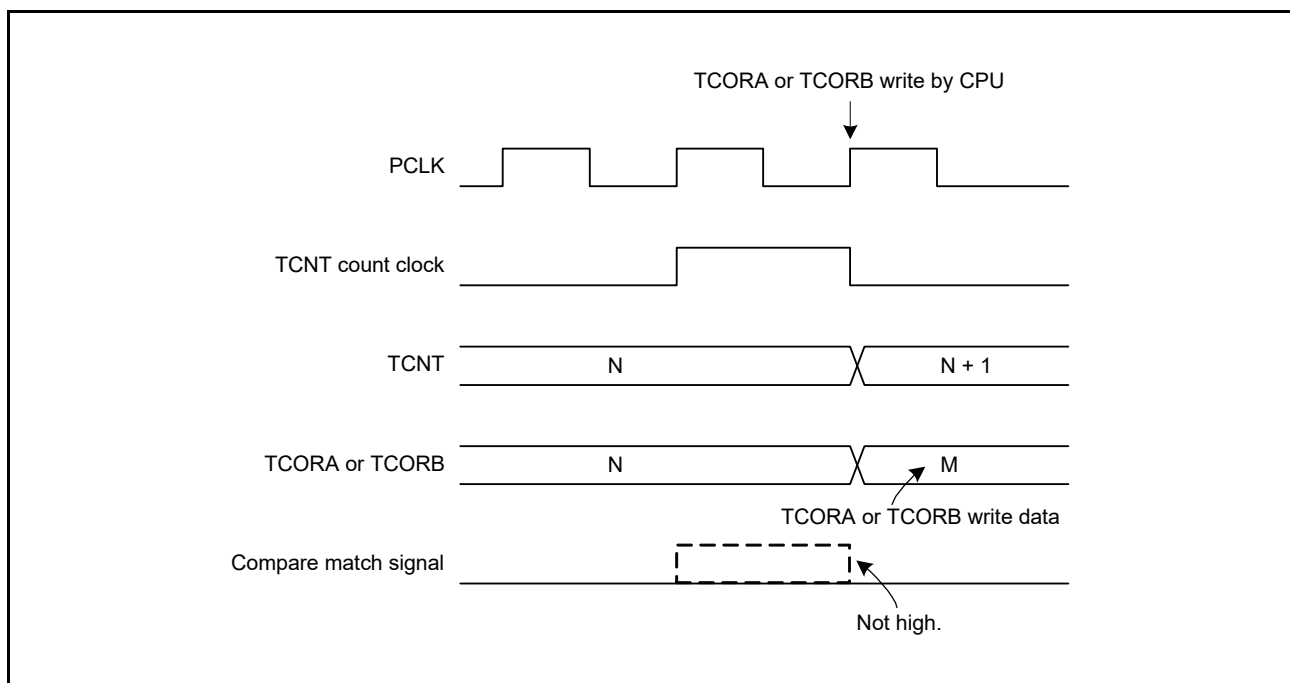 TCORA or TCORB write by CPU
PCLK
TCNT count clock
TCNT
N
N + 1
TCORA or TCORB
N
M
TCORA or TCORB write data
Compare match signal
Not high.